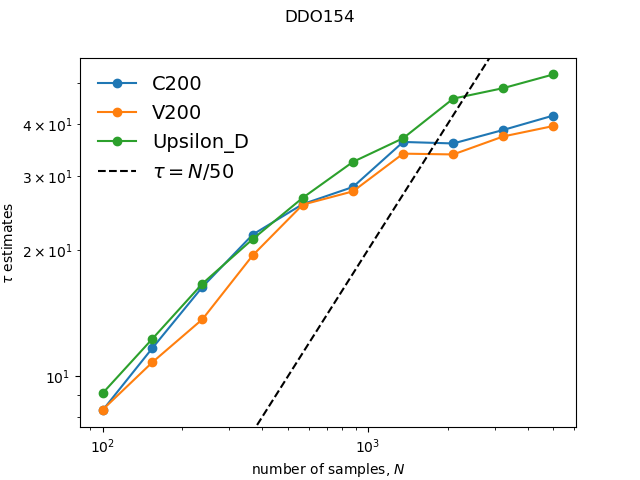 DDO154
C200
V200
Upsilon_D
τ = N/50
4 × 10¹
3 × 10¹
2 × 10¹
10¹
τ estimates
10² 10³
number of samples, N